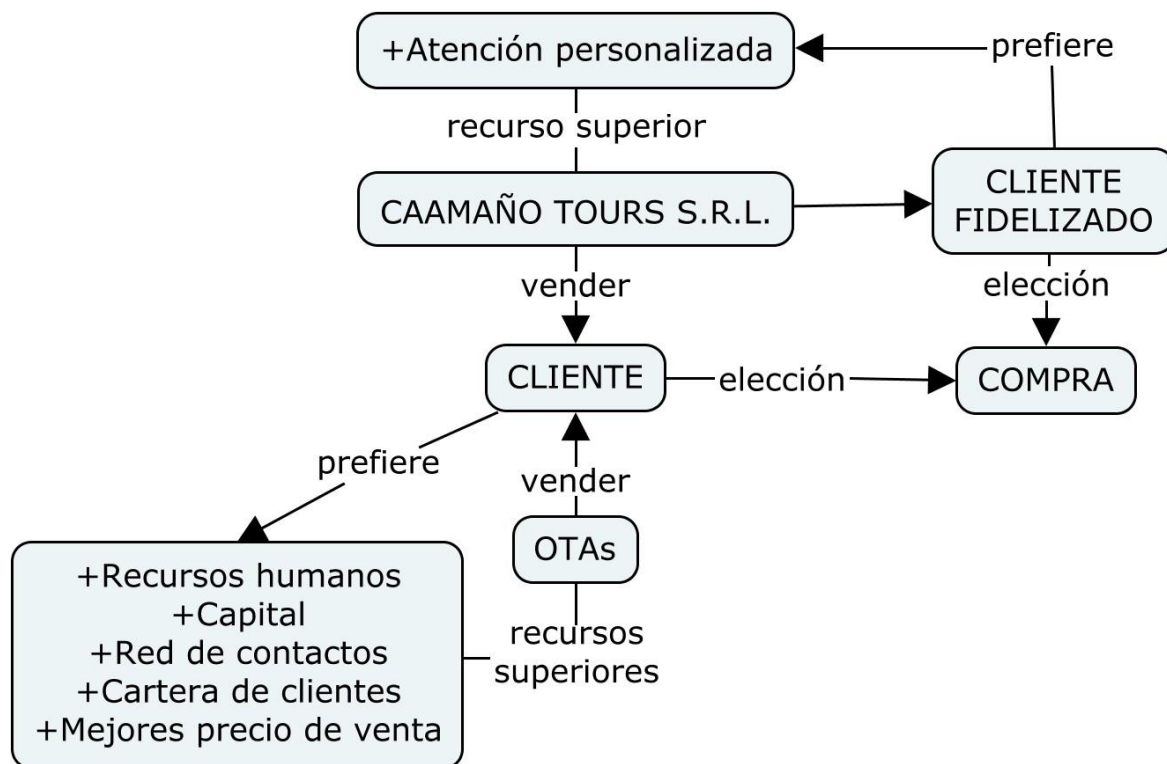 +Atención personalizada
prefiere
recurso superior
CAAMAÑO TOURS S.R.L.
CLIENTE
FIDELIZADO
vender
elección
CLIENTE
elección
COMPRA
prefiere
vender
OTAs
+Recursos humanos
+Capital
+Red de contactos
+Cartera de clientes
+Mejores precio de venta
recursos
superiores